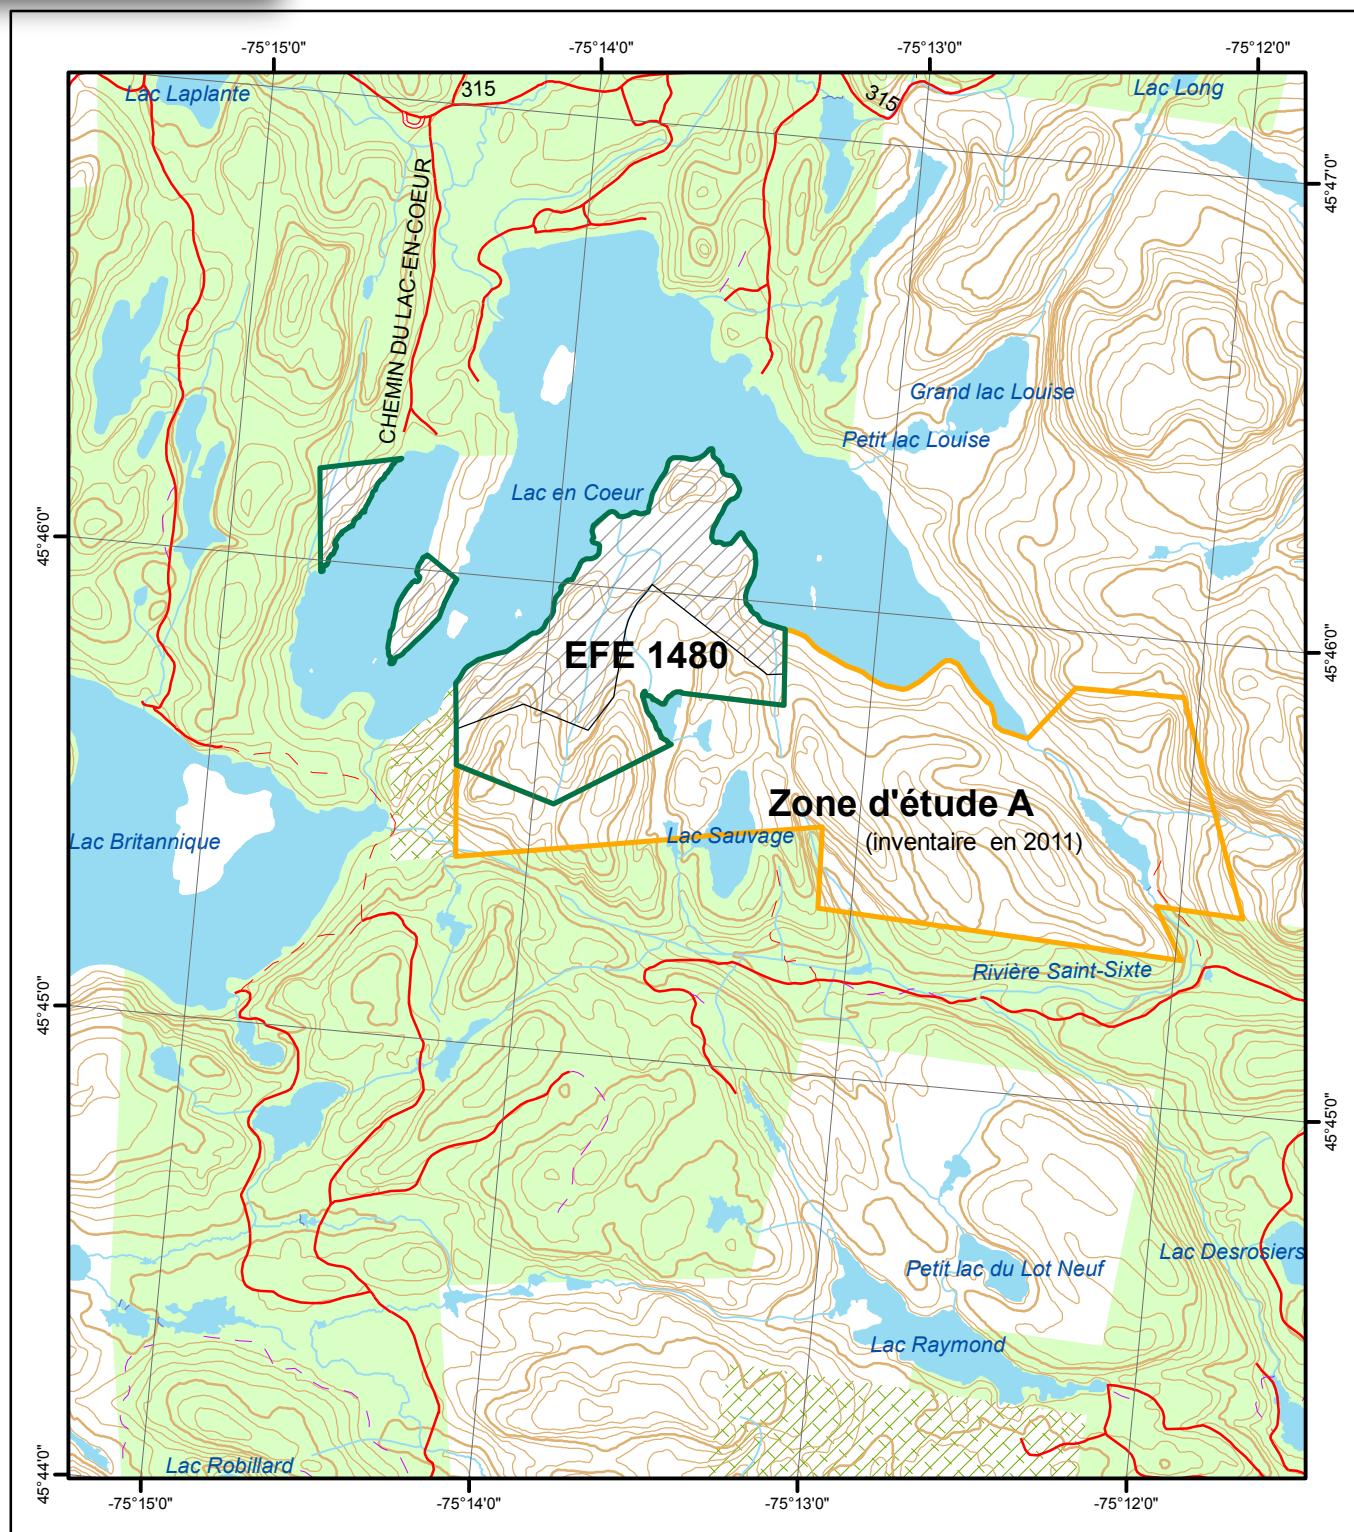 -75°15'0"
-75°14'0"
-75°13'0"
-75°12'0"
Lac Laplante
315
315
Lac Long
45°47'0"
CHEMIN DU LAC-EN-COEUR
Grand lac Louise
Petit lac Louise
Lac en Coeur
45°46'0"
45°46'0"
EFE 1480
Zone d'étude A
(inventaire en 2011)
Lac Sauvage
Lac Britannique
Rivière Saint-Sixte
45°45'0"
45°45'0"
Lac Desrosiers
Petit lac du Lot Neuf
Lac Raymond
Lac Robillard
45°44'0"
-75°15'0"
-75°14'0"
-75°13'0"
-75°12'0"